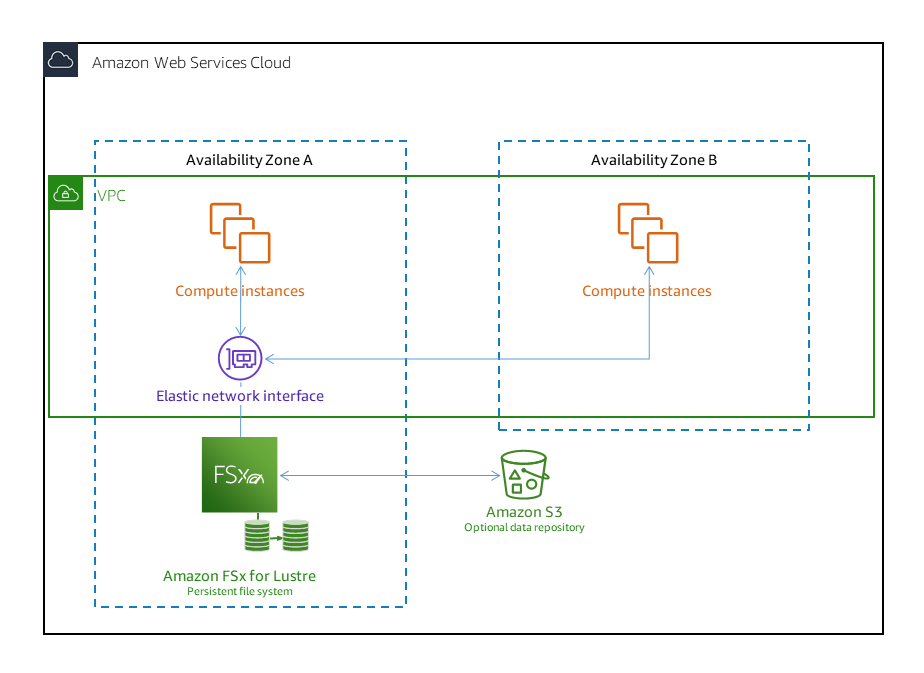 Amazon Web Services Cloud
Availability Zone A
Availability Zone B
VPC
Compute instances
Compute instances
Elastic network interface
FSx
Amazon S3
Optional data repository
Amazon FSx for Lustre
Persistent file system